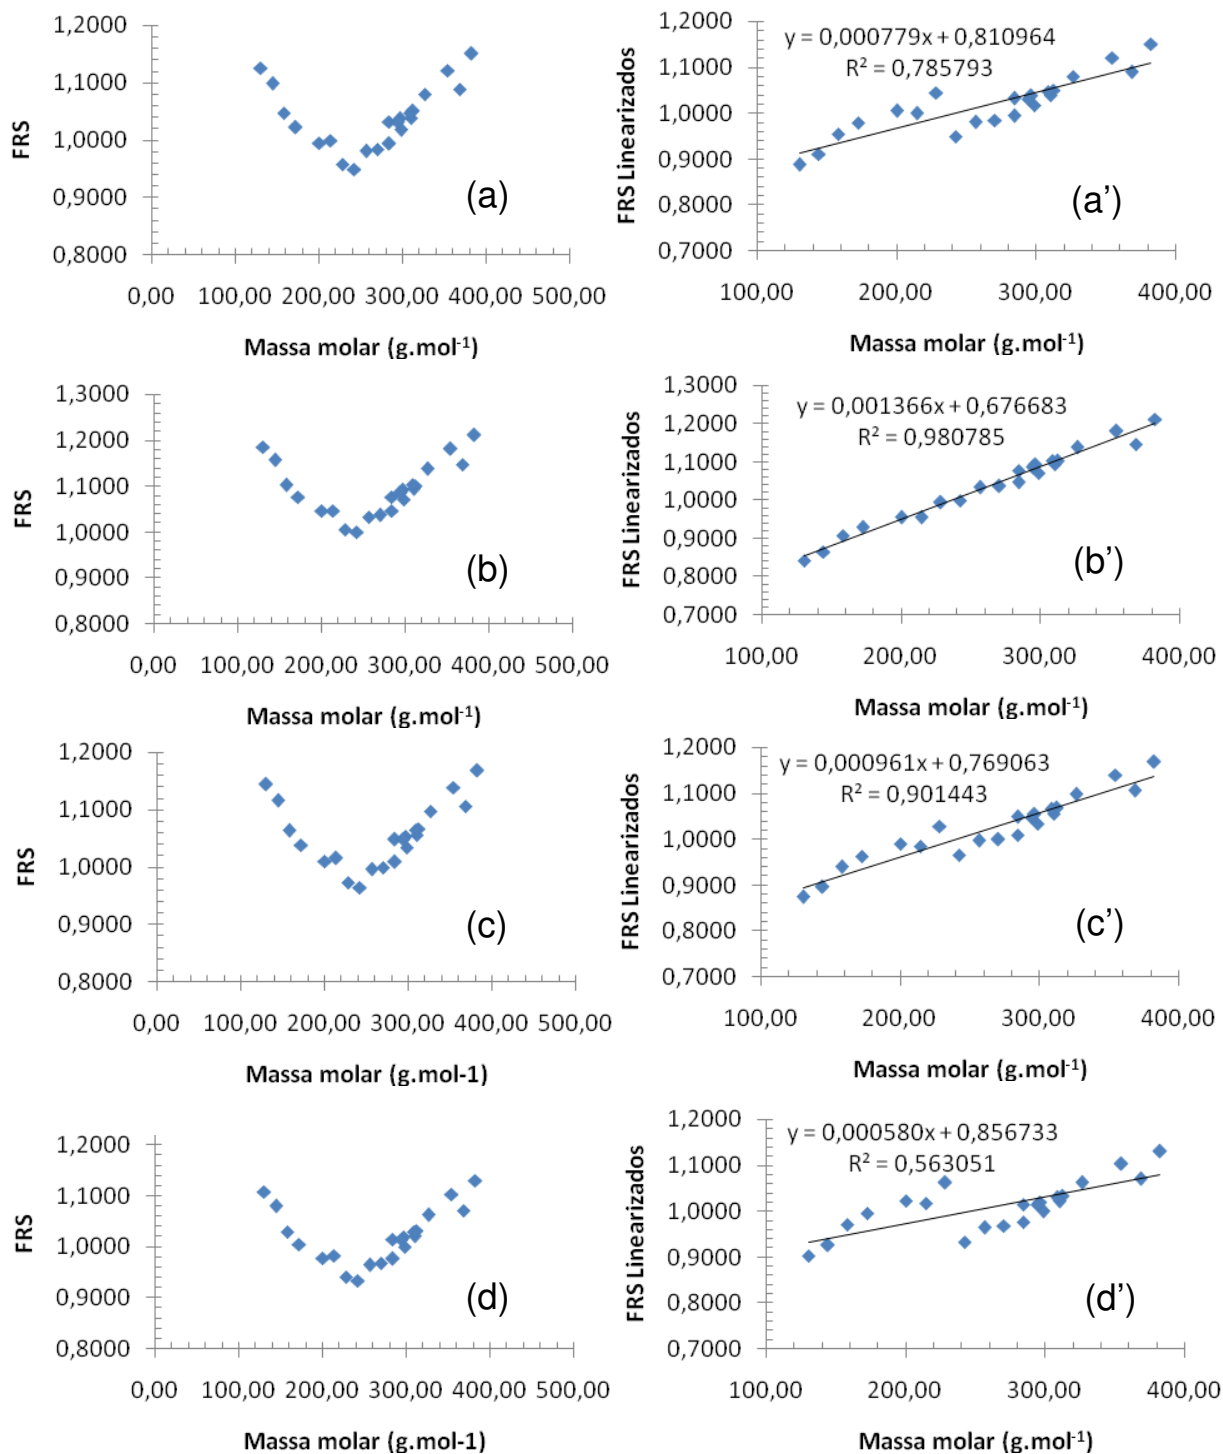 1,2000
1,1000
1,0000
0,9000
0,8000
FRS
(a)
0,00 100,00 200,00 300,00 400,00 500,00
Massa molar (g.mol-1)
1,2000
1,1000
1,0000
0,9000
0,8000
0,7000
FRS Linearizados
y = 0,000779x + 0,810964
R² = 0,785793
(a’)
100,00 200,00 300,00 400,00
Massa molar (g.mol-1)
1,3000
1,2000
1,1000
1,0000
0,9000
0,8000
FRS
(b)
0,00 100,00 200,00 300,00 400,00 500,00
Massa molar (g.mol-1)
1,3000
1,2000
1,1000
1,0000
0,9000
0,8000
0,7000
FRS Linearizados
y = 0,001366x + 0,676683
R² = 0,980785
(b’)
100,00 200,00 300,00 400,00
Massa molar (g.mol-1)
1,2000
1,1000
1,0000
0,9000
0,8000
FRS
(c)
0,00 100,00 200,00 300,00 400,00 500,00
Massa molar (g.mol-1)
1,2000
1,1000
1,0000
0,9000
0,8000
0,7000
FRS Linearizados
y = 0,000961x + 0,769063
R² = 0,901443
(c’)
100,00 200,00 300,00 400,00
Massa molar (g.mol-1)
1,2000
1,1000
1,0000
0,9000
0,8000
FRS
(d)
0,00 100,00 200,00 300,00 400,00 500,00
Massa molar (g.mol-1)
1,2000
1,1000
1,0000
0,9000
0,8000
0,7000
FRS Linearizados
y = 0,000580x + 0,856733
R² = 0,563051
(d’)
100,00 200,00 300,00 400,00
Massa molar (g.mol-1)